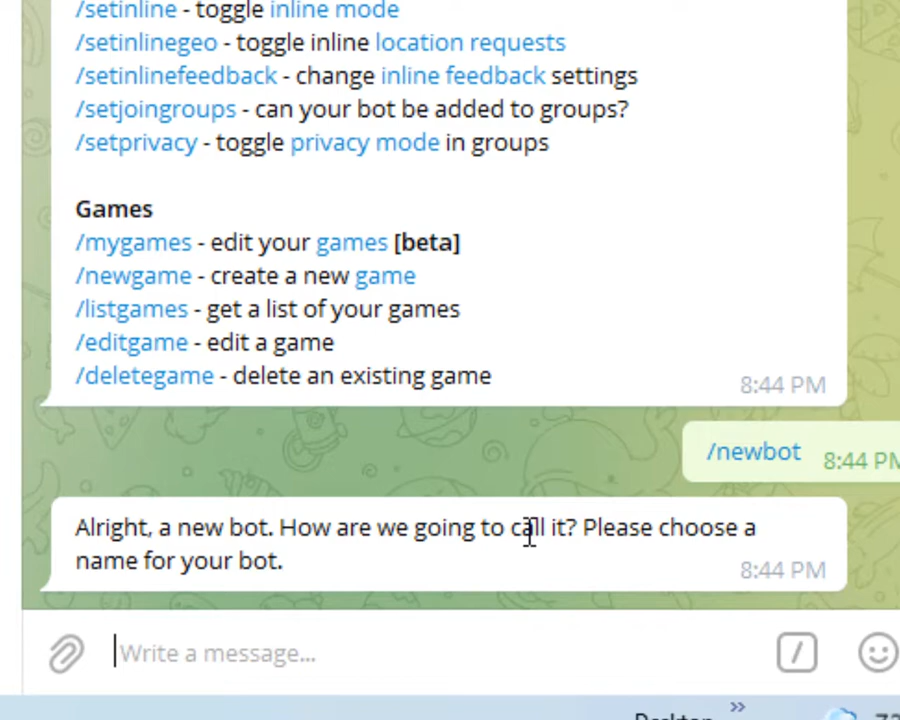 /setinline - toggle inline mode
/setinlinegeo - toggle inline location requests
/setinlinefeedback - change inline feedback settings
/setjoingroups - can your bot be added to groups?
/setprivacy - toggle privacy mode in groups
Games
/mygames - edit your games [beta]
/newgame - create a new game
/listgames - get a list of your games
/editgame - edit a game
/deletegame - delete an existing game
8:44 PM
/newbot 8:44 PM
Alright, a new bot. How are we going to call it? Please choose a
name for your bot.
8:44 PM
Write a message...
Desktop